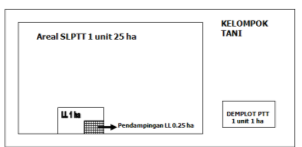 KELOMPOK
TANI
Areal SLPTT 1 unit 25 ha
LL 1 ha
Pendampingan LL 0.25 ha
DEMPLOT PTT
1 unit 1 ha